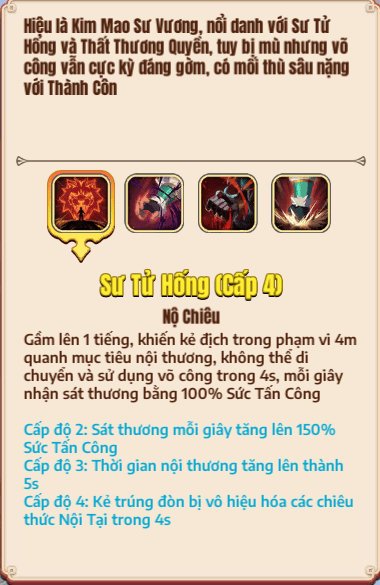 Hiệu là Kim Mao Sư Vương, nổi danh với Sư Tử
Hống và Thất Thương Quyền, tuy bị mù nhưng võ
công vẫn cực kỳ đáng gờm, có mối thù sâu nặng
với Thành Côn
Sư Tử Hống (Cấp 4)
Nộ Chiêu
Gầm lên 1 tiếng, khiến kẻ địch trong phạm vi 4m
quanh mục tiêu nội thương, không thể di
chuyển và sử dụng võ công trong 4s, mỗi giây
nhận sát thương bằng 100% Sức Tấn Công
Cấp độ 2: Sát thương mỗi giây tăng lên 150%
Sức Tấn Công
Cấp độ 3: Thời gian nội thương tăng lên thành
5s
Cấp độ 4: Kẻ trúng đòn bị vô hiệu hóa các chiêu
thức Nội Tại trong 4s